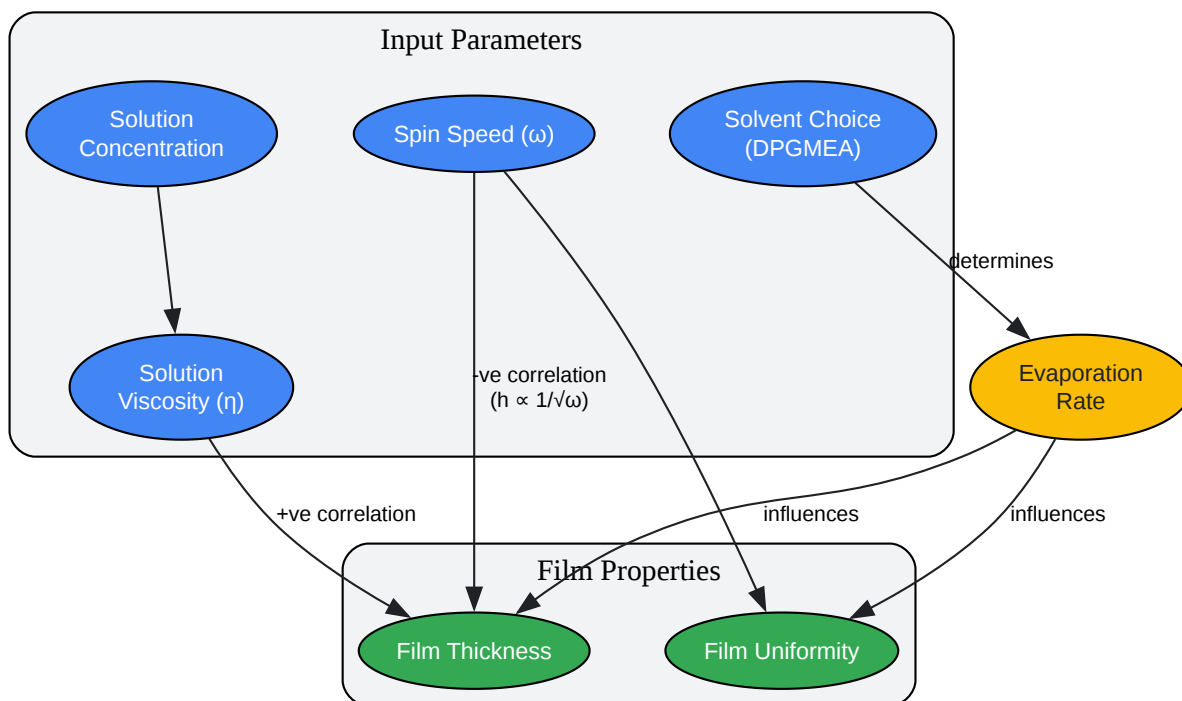 Input Parameters
Solution
Concentration
Spin Speed (ω)
Solvent Choice
(DPGMEA)
determines
Solution
Viscosity (η)
-ve correlation
(h ∝ 1/√ω)
Evaporation
Rate
+ve correlation
influences
influences
Film Properties
Film Thickness
Film Uniformity